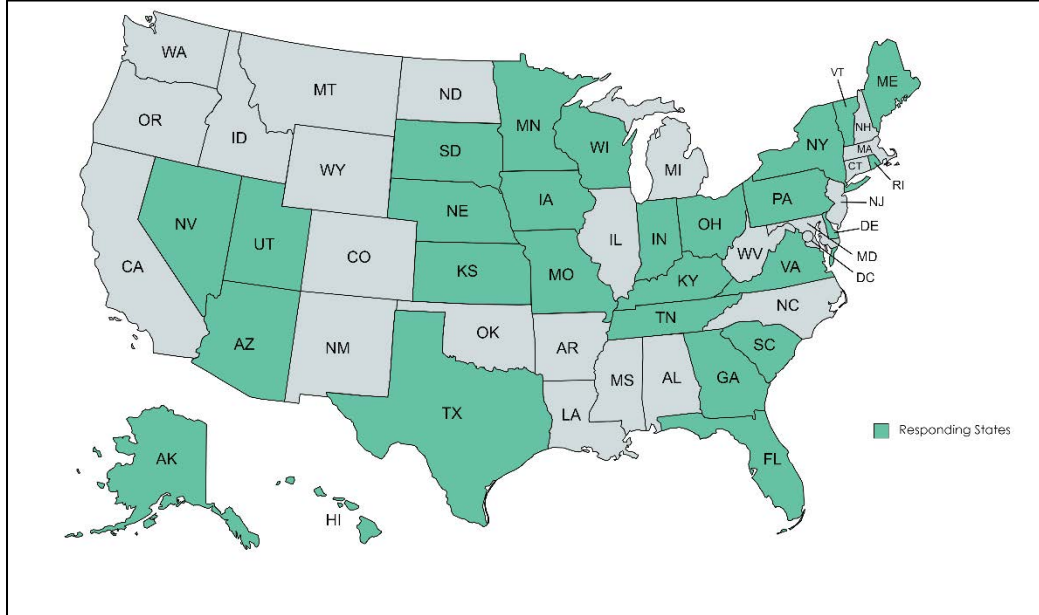 WA
MT
ND
OR
ID
WY
SD
MN
WI
MI
VT
ME
NH
NY
MA
CT
RI
NJ
PA
DE
MD
DC
NV
UT
CO
NE
IA
IL
IN
OH
WV
VA
CA
KS
MO
KY
NC
TN
AZ
NM
OK
AR
SC
MS
AL
GA
TX
LA
FL
Responding States
AK
HI